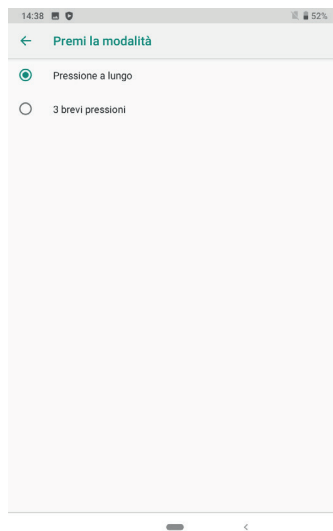 14:38 52%
Premi la modalità
Pressione a lungo
3 brevi pressioni